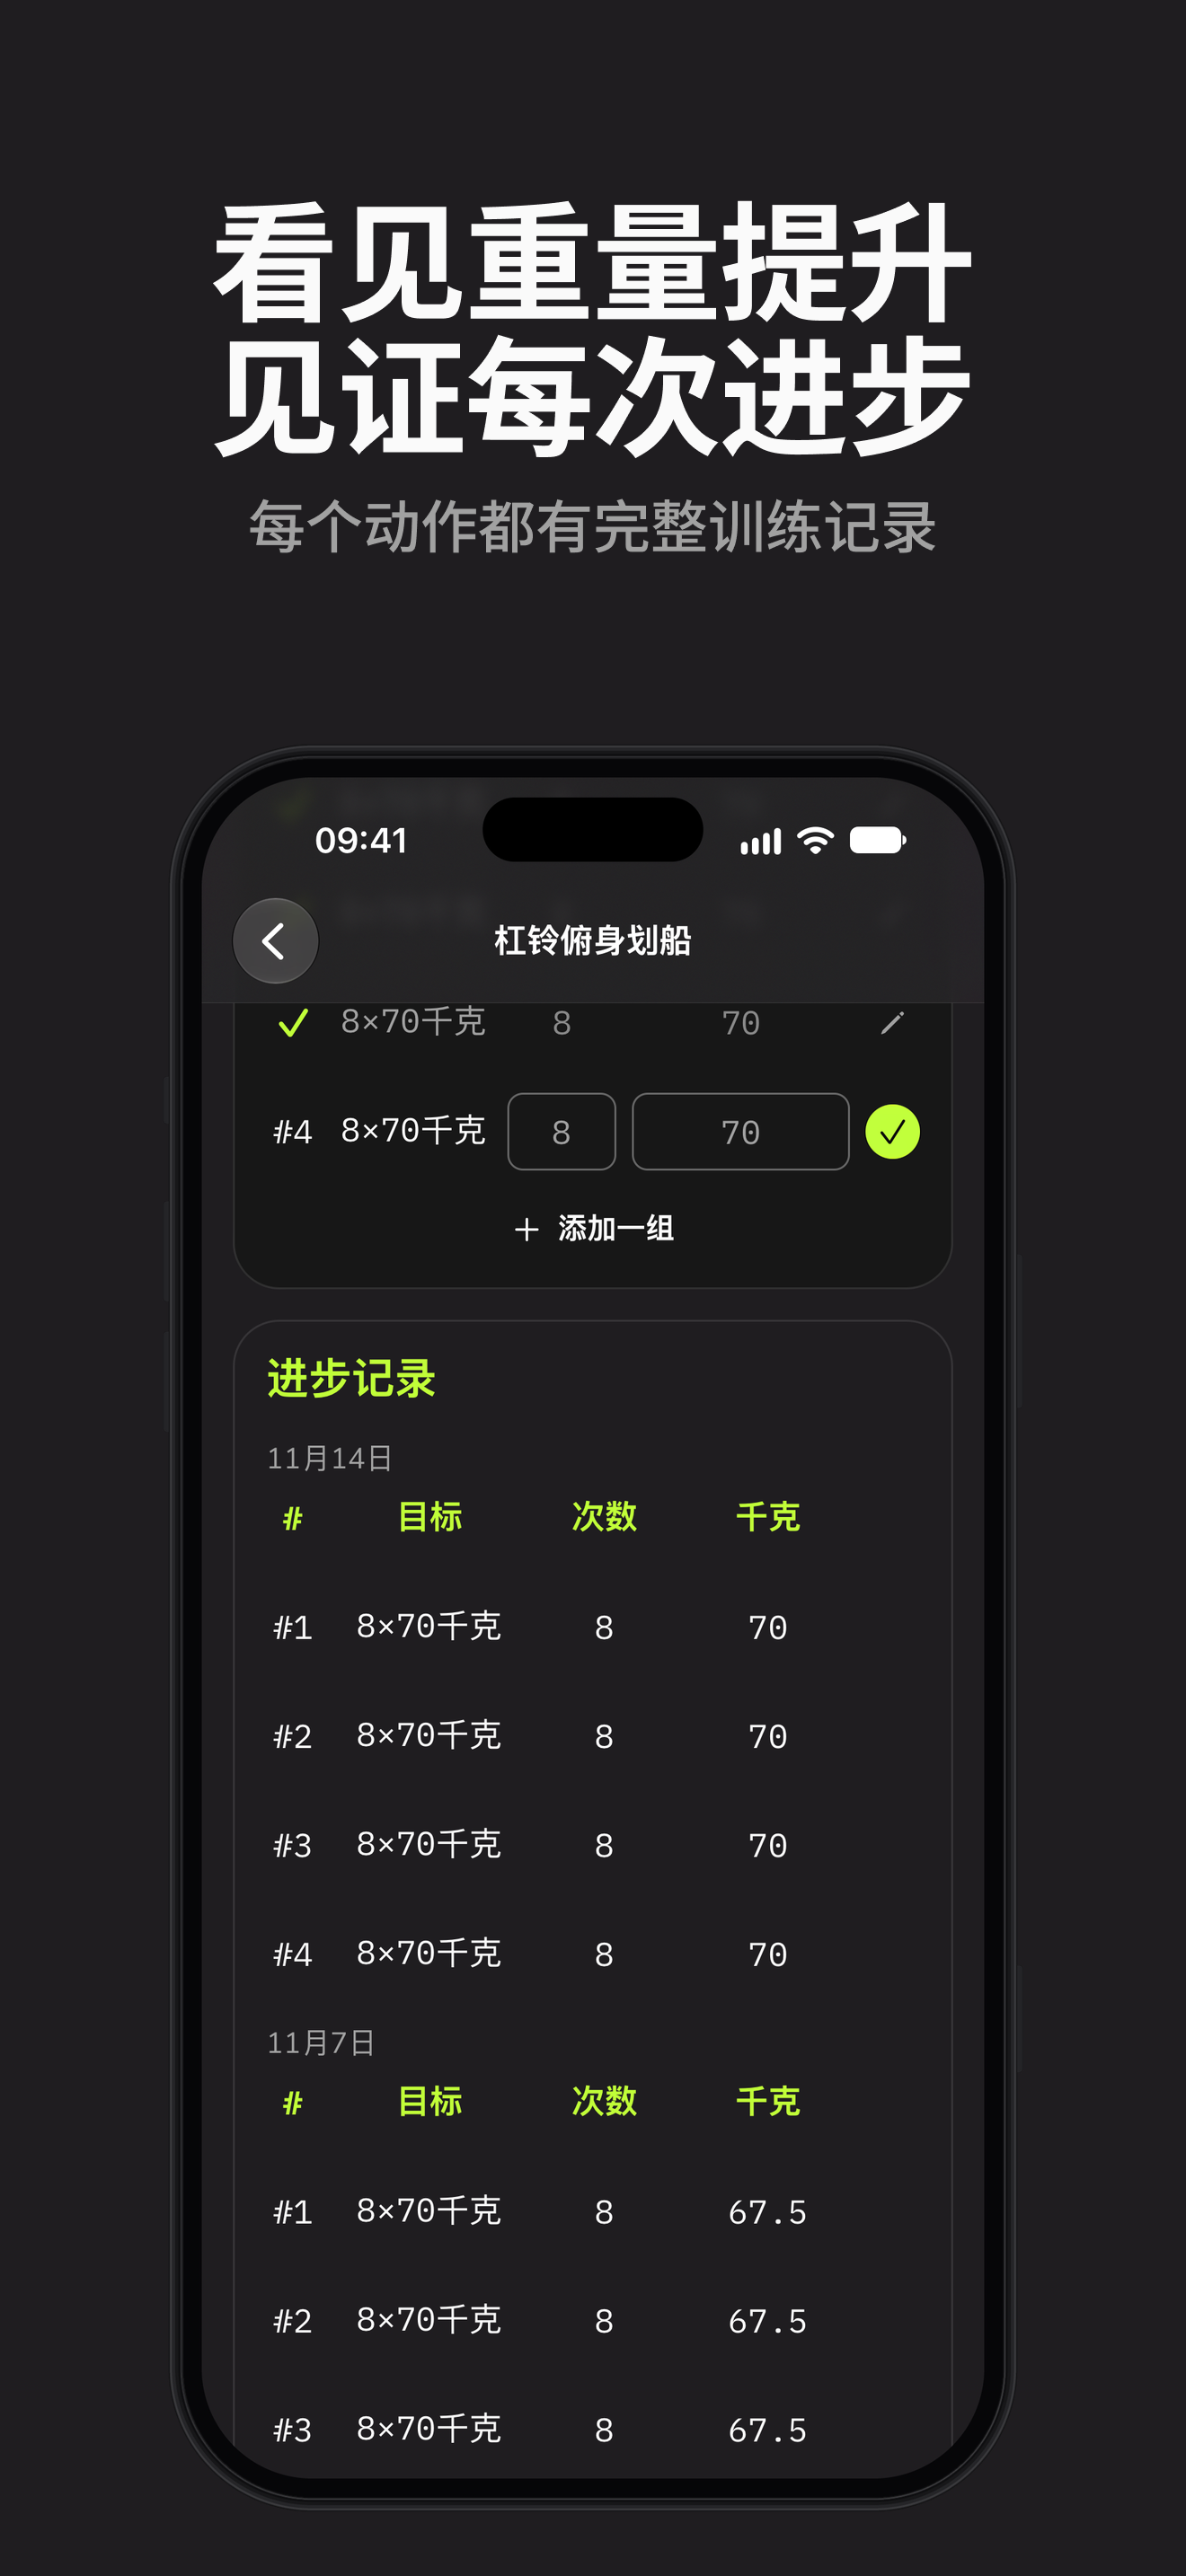 看见重量提升
见证每次进步
每个动作都有完整训练记录
09:41
杠铃俯身划船
8×70千克 8 70
#4 8×70千克 8 70
+ 添加一组
进步记录
11月14日
# 目标 次数 千克
#1 8×70千克 8 70
#2 8×70千克 8 70
#3 8×70千克 8 70
#4 8×70千克 8 70
11月7日
# 目标 次数 千克
#1 8×70千克 8 67.5
#2 8×70千克 8 67.5
#3 8×70千克 8 67.5